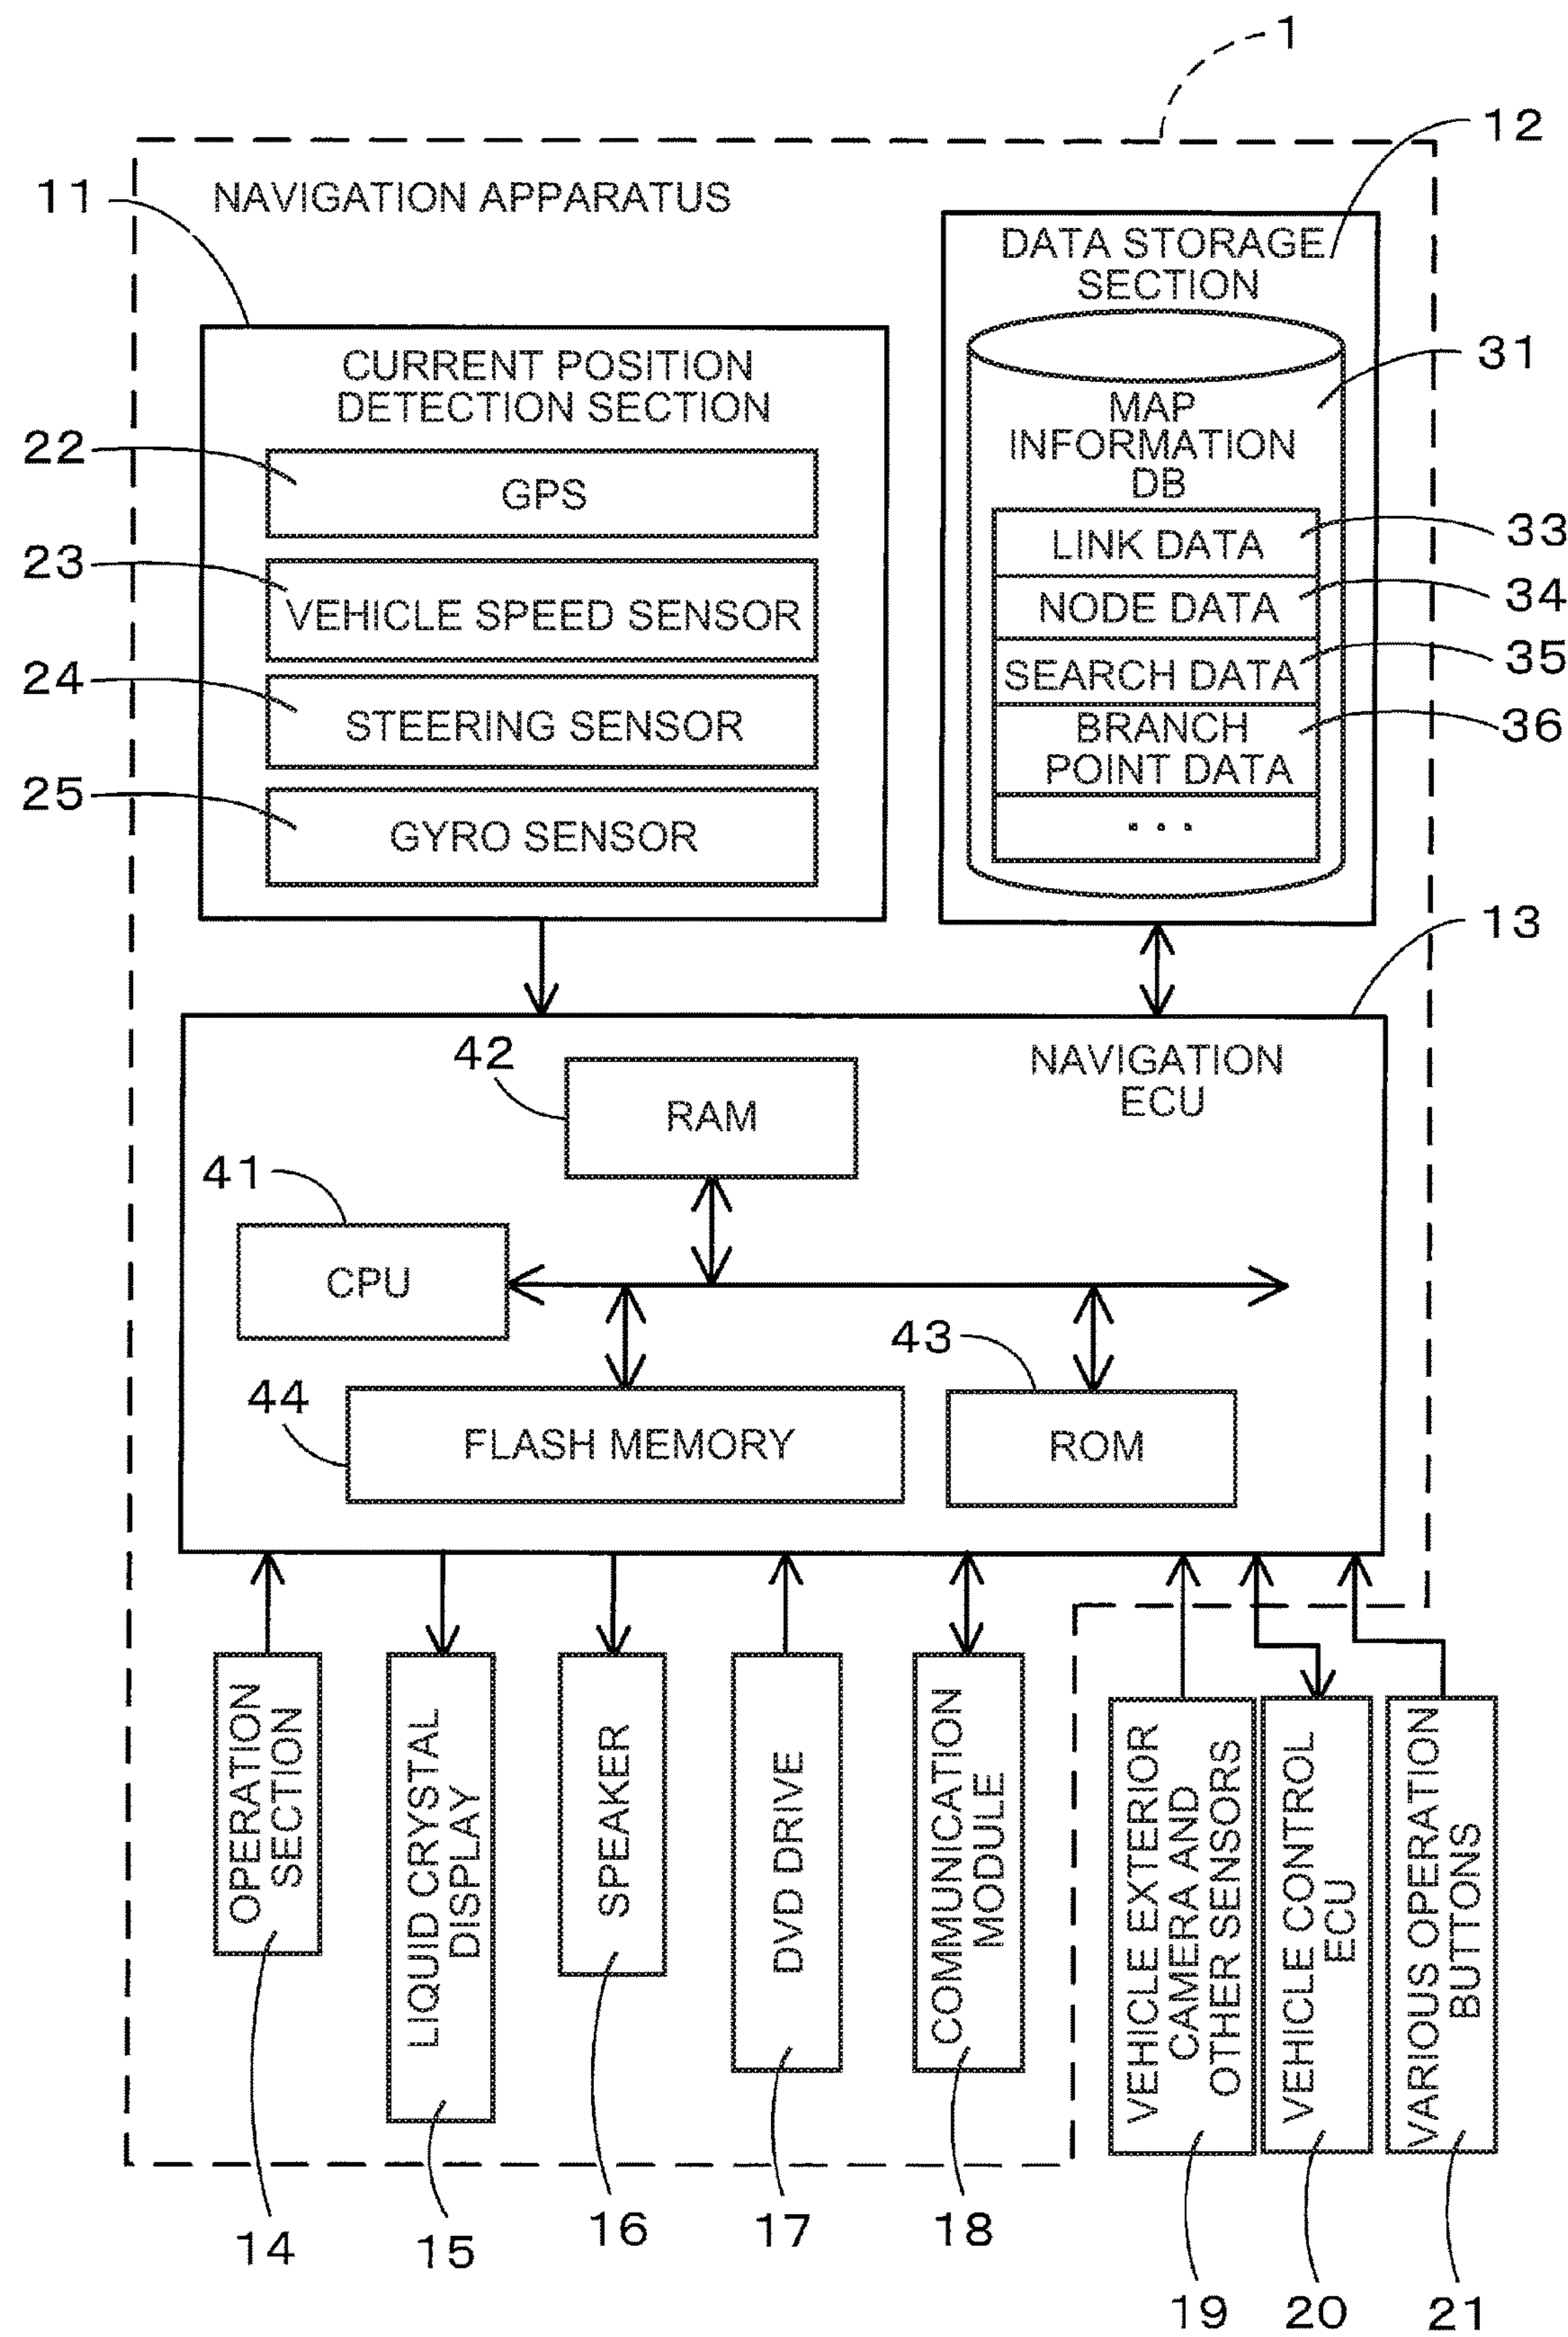 1
12
11
NAVIGATION APPARATUS
DATA STORAGE
SECTION
CURRENT POSITION
DETECTION SECTION
22
GPS
23
VEHICLE SPEED SENSOR
24
STEERING SENSOR
25
GYRO SENSOR
31
MAP
INFORMATION
DB
33
LINK DATA
34
NODE DATA
35
SEARCH DATA
36
BRANCH
POINT DATA
...
13
NAVIGATION
ECU
42
RAM
41
CPU
43
44
FLASH MEMORY
ROM
OPERATION
SECTION
LIQUID CRYSTAL
DISPLAY
SPEAKER
DVD DRIVE
COMMUNICATION
MODULE
VEHICLE EXTERIOR
CAMERA AND
OTHER SENSORS
VEHICLE CONTROL
ECU
VARIOUS OPERATION
BUTTONS
14
15
16
17
18
19
20
21